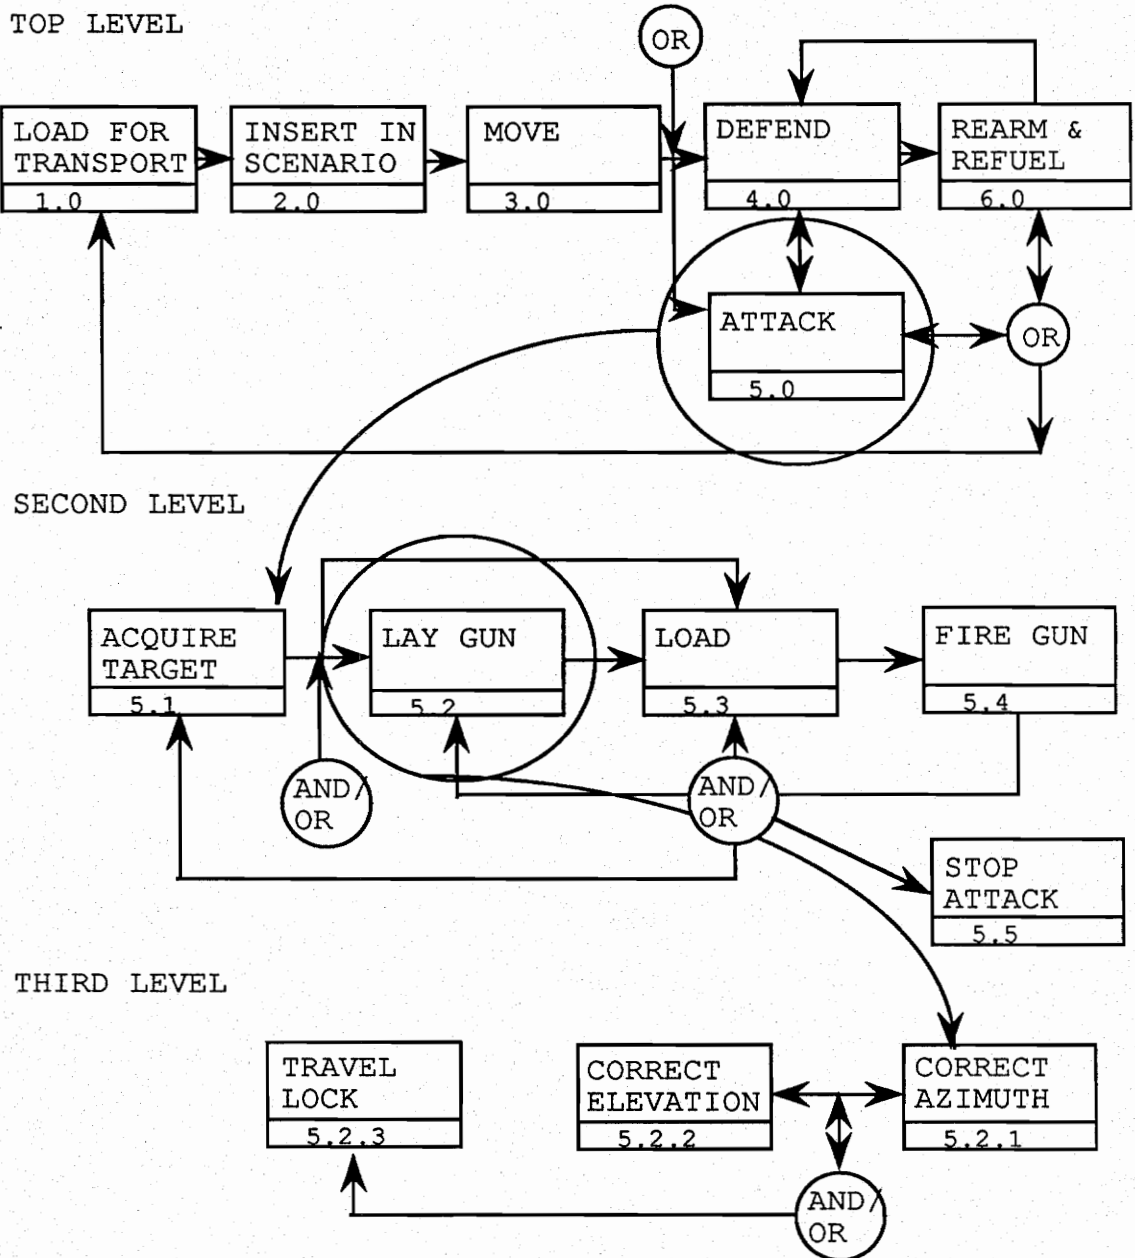 TOP LEVEL
OR
LOAD FOR
TRANSPORT
1.0
INSERT IN
SCENARIO
2.0
MOVE
3.0
DEFEND
4.0
REARM &
REFUEL
6.0
ATTACK
5.0
OR
SECOND LEVEL
ACQUIRE
TARGET
5.1
LAY GUN
5.2
LOAD
5.3
FIRE GUN
5.4
AND/
OR
AND/
OR
STOP
ATTACK
5.5
THIRD LEVEL
TRAVEL
LOCK
5.2.3
CORRECT
ELEVATION
5.2.2
CORRECT
AZIMUTH
5.2.1
AND/
OR